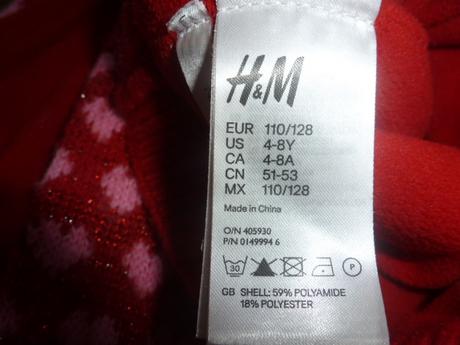 H&M
EUR 110/128
US 4-8Y
CA 4-8A
CN 51-53
MX 110/128
Made in China
O/N 405930
P/N 0149994 6
30 P
GB SHELL: 59% POLYAMIDE
18% POLYESTER